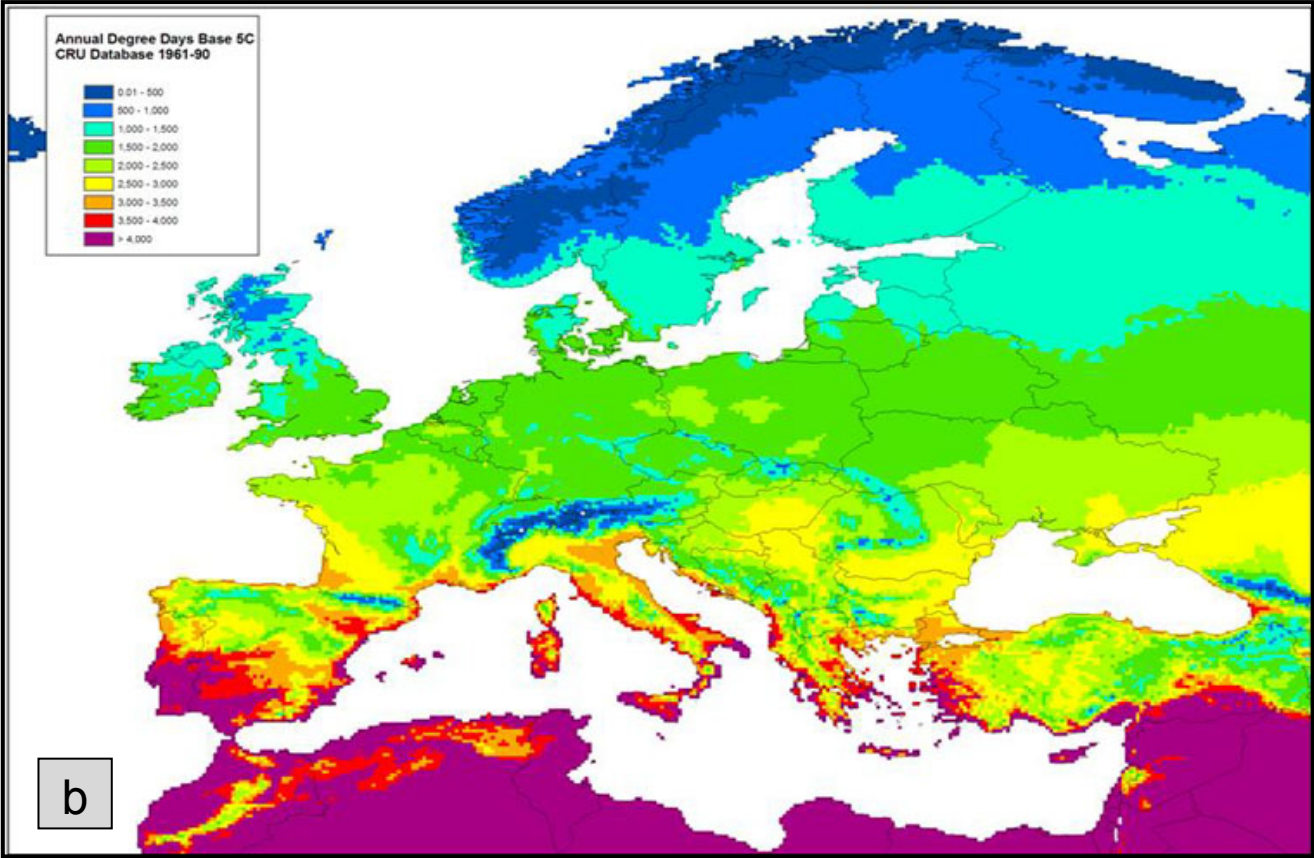 Annual Degree Days Base 5C
CRU Database 1961-90
0.01 - 500
500 - 1,000
1,000 - 1,500
1,500 - 2,000
2,000 - 2,500
2,500 - 3,000
3,000 - 3,500
3,500 - 4,000
> 4,000
b